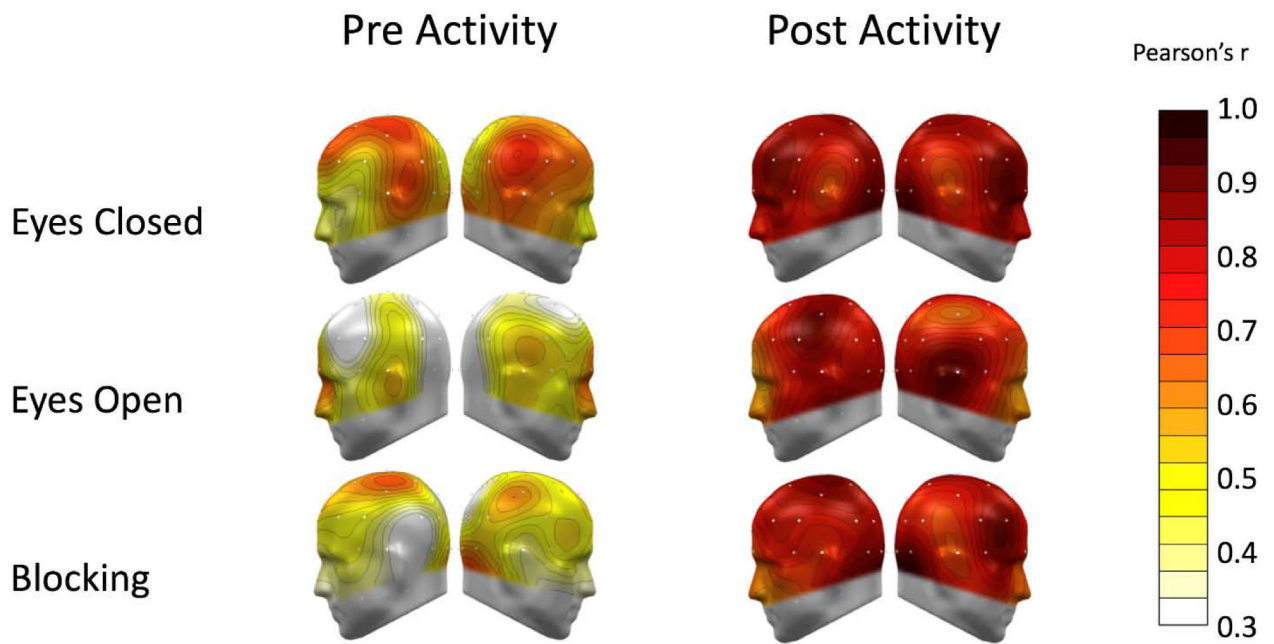 Pre Activity
Post Activity
Pearson’s r
Eyes Closed
Eyes Open
Blocking
1.0
0.9
0.8
0.7
0.6
0.5
0.4
0.3